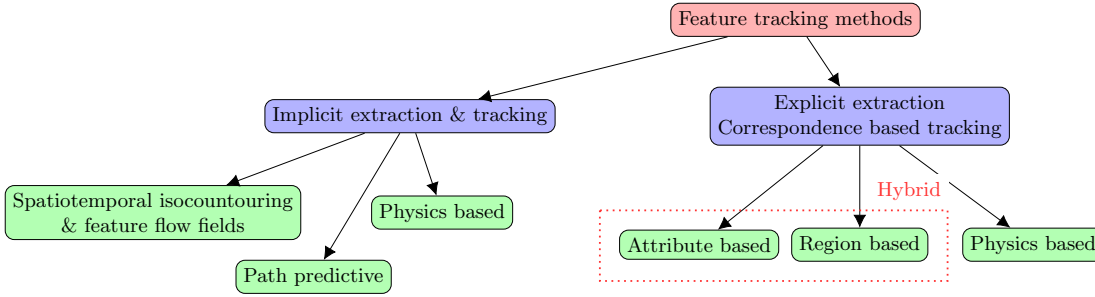 Feature tracking methods
Implicit extraction & tracking
Explicit extraction
Correspondence based tracking
Spatiotemporal isocountouring
& feature flow fields
Path predictive
Physics based
Hybrid
Attribute based
Region based
Physics based